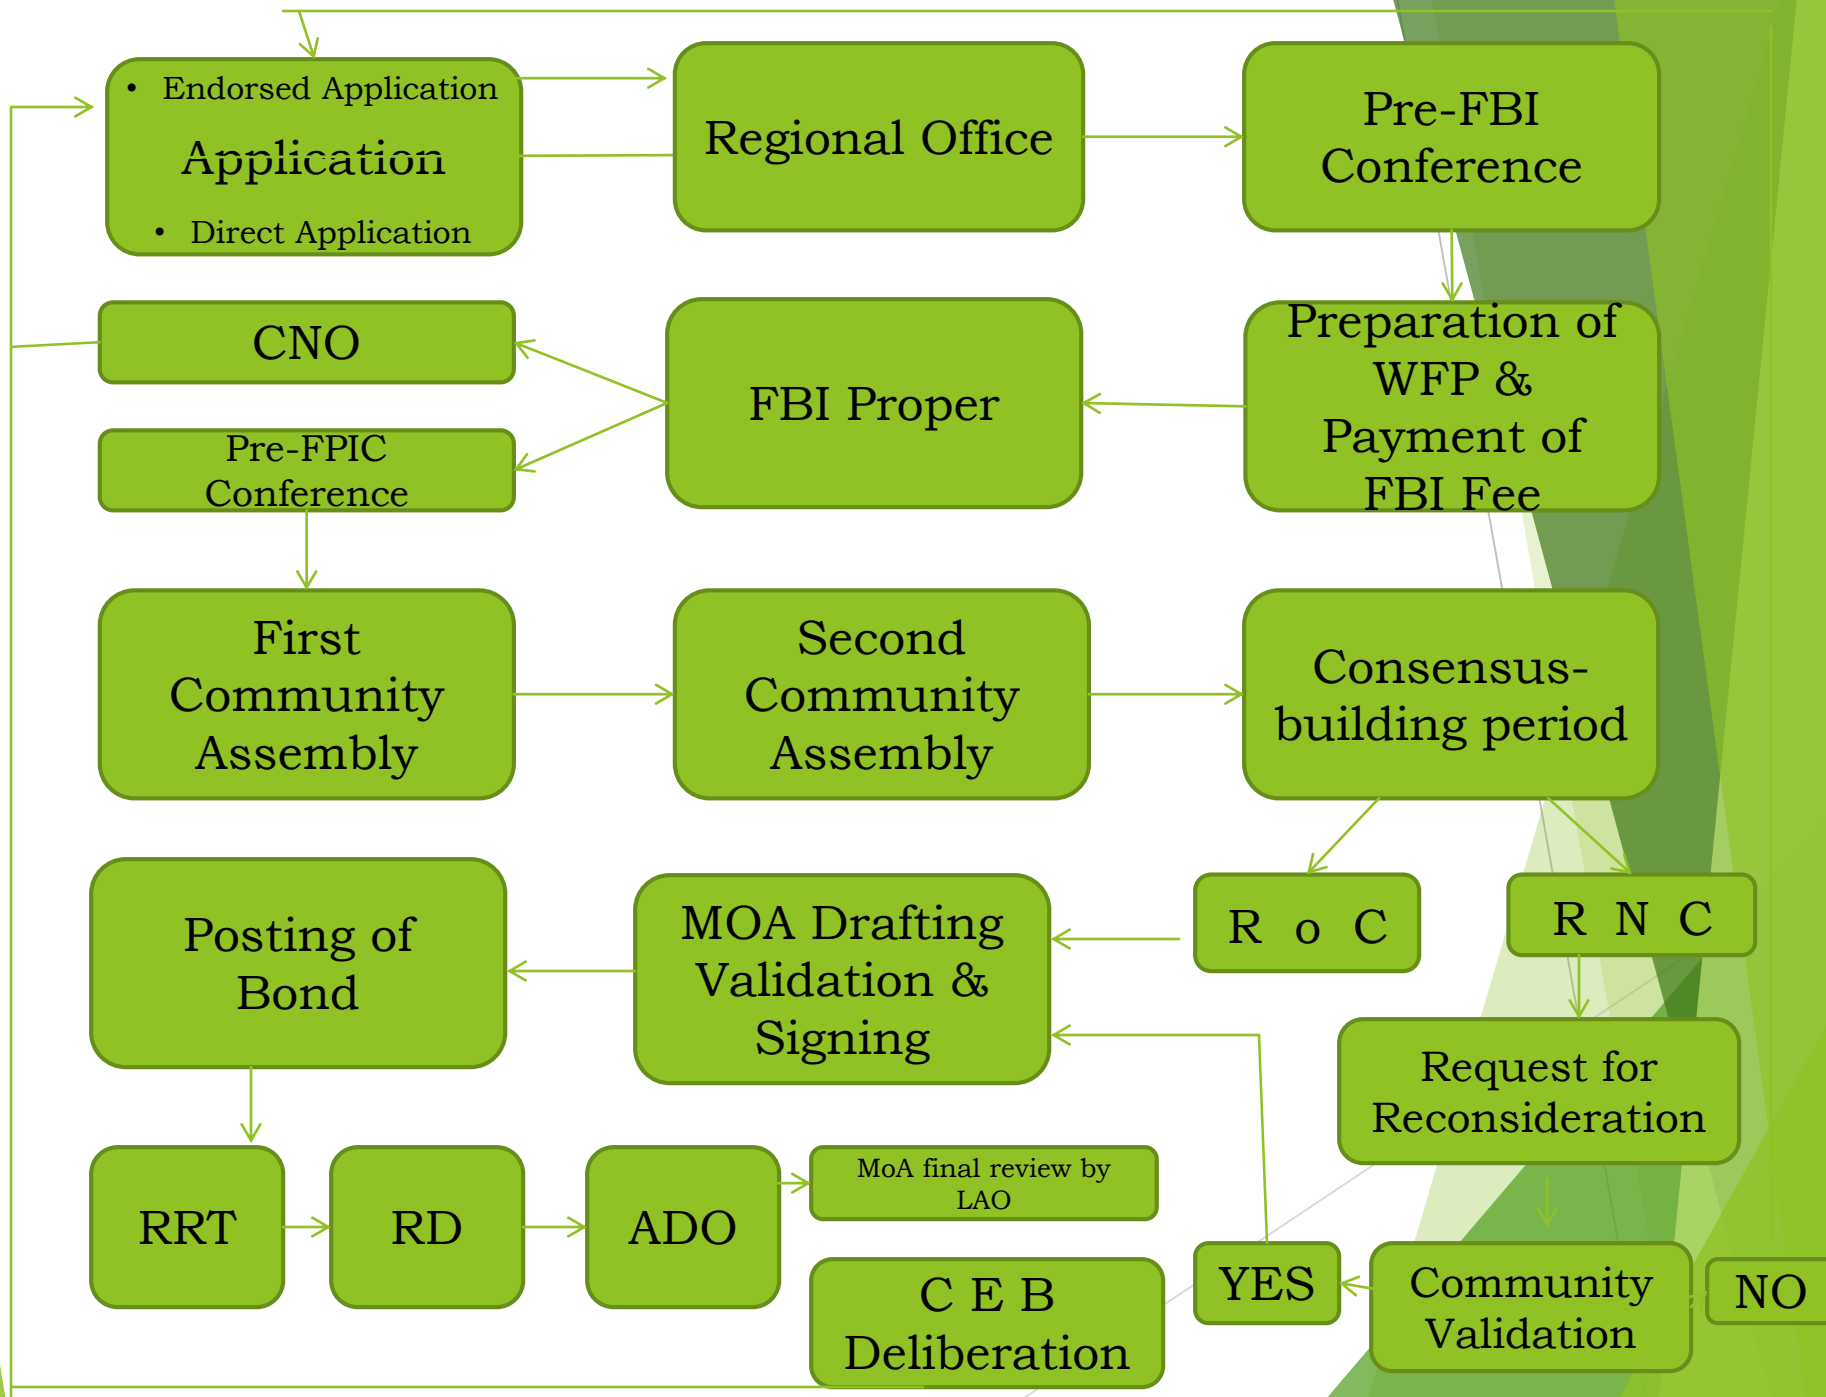 • Endorsed Application
Application
• Direct Application
Regional Office
Pre-FBI
Conference
CNO
Pre-FPIC
Conference
FBI Proper
Preparation of
WFP &
Payment of
FBI Fee
First
Community
Assembly
Second
Community
Assembly
Consensus-
building period
Posting of
Bond
MOA Drafting
Validation &
Signing
R o C
R N C
Request for
Reconsideration
RRT
RD
ADO
MoA final review by
LAO
C E B
Deliberation
YES
Community
Validation
NO